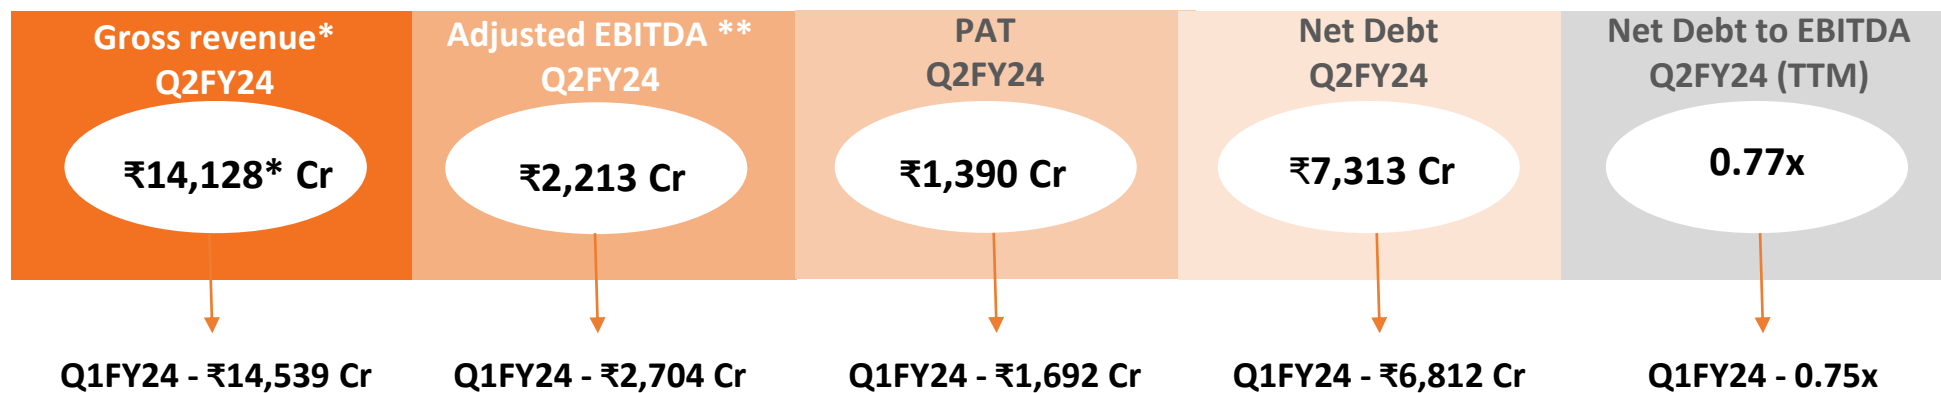 Gross revenue*
Q2FY24
₹14,128* Cr
Q1FY24 - ₹14,539 Cr
Adjusted EBITDA **
Q2FY24
₹2,213 Cr
Q1FY24 - ₹2,704 Cr
PAT
Q2FY24
₹1,390 Cr
Q1FY24 - ₹1,692 Cr
Net Debt
Q2FY24
₹7,313 Cr
Q1FY24 - ₹6,812 Cr
Net Debt to EBITDA
Q2FY24 (TTM)
0.77x
Q1FY24 - 0.75x